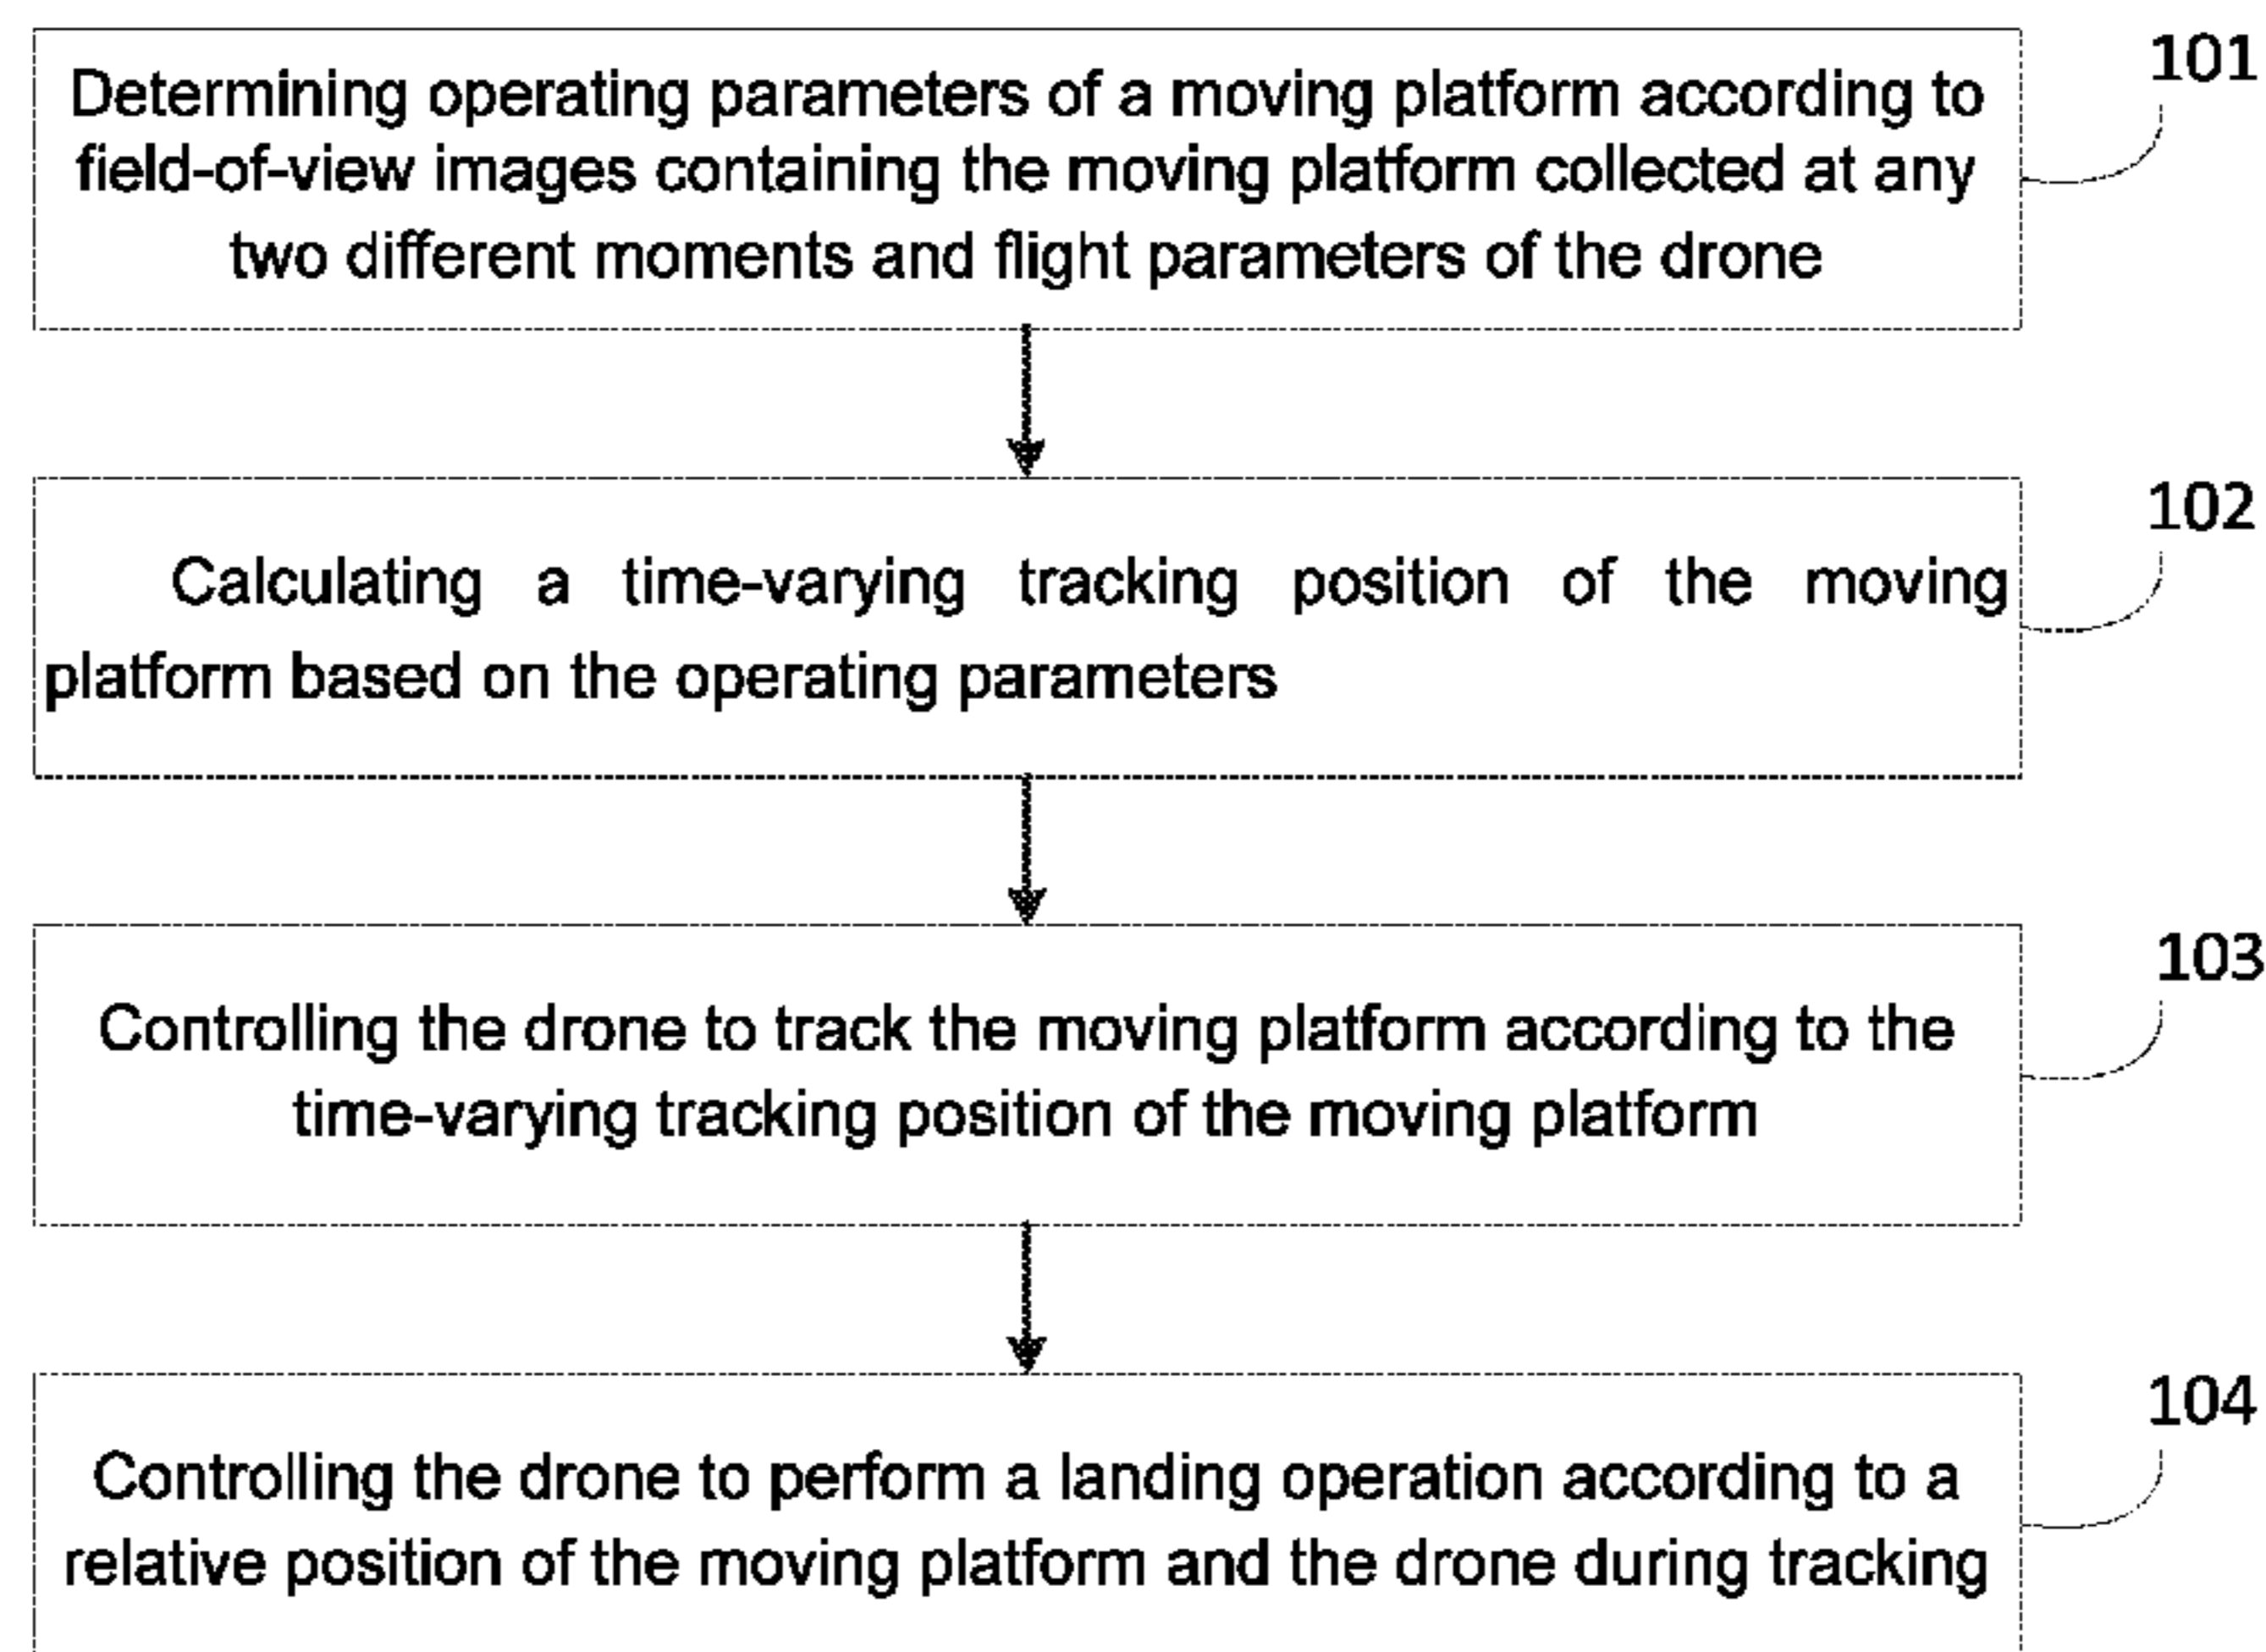 Determining operating parameters of a moving platform according to
field-of-view images containing the moving platform collected at any
two different moments and flight parameters of the drone
101
Calculating a time-varying tracking position of the moving
platform based on the operating parameters
102
Controlling the drone to track the moving platform according to the
time-varying tracking position of the moving platform
103
Controlling the drone to perform a landing operation according to a
relative position of the moving platform and the drone during tracking
104